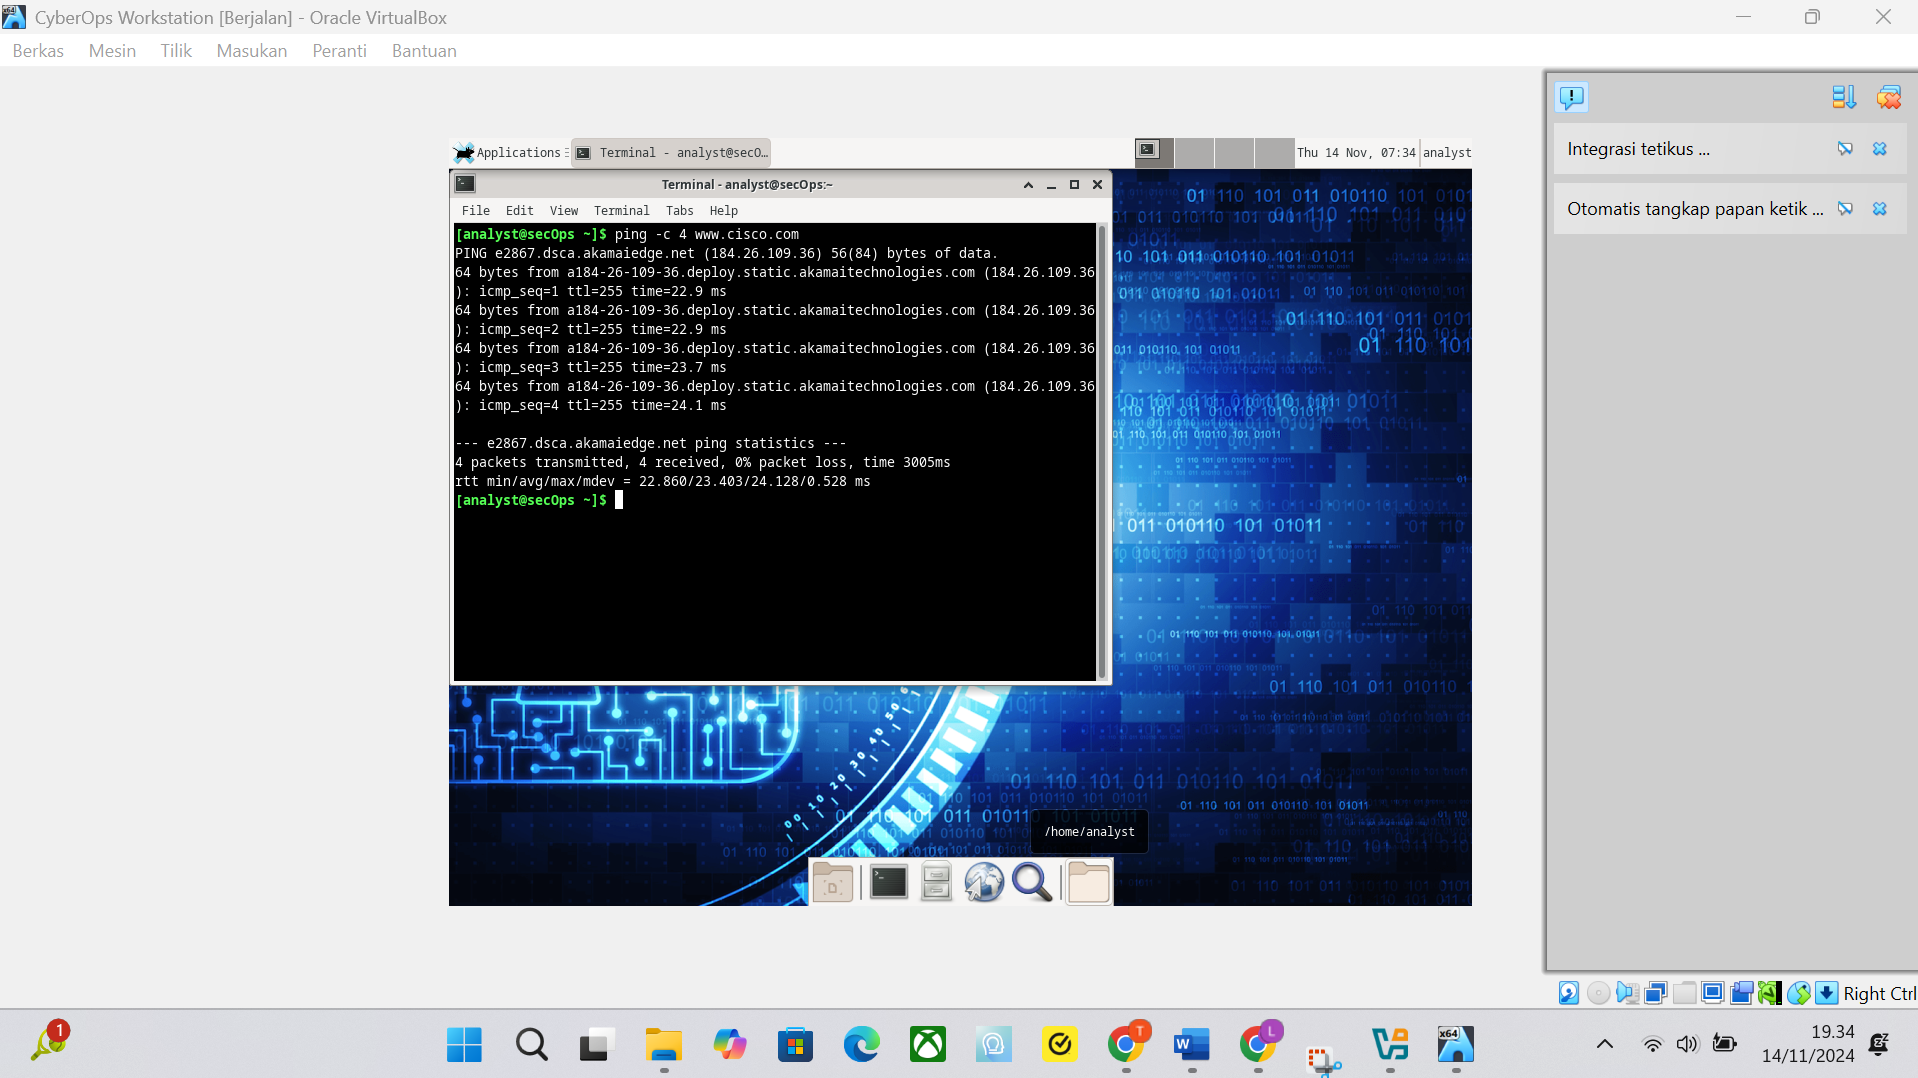 CyberOps Workstation [Berjalan] - Oracle VirtualBox
Berkas Mesin Tilik Masukan Peranti Bantuan
Applications Terminal - analyst@secO... Thu 14 Nov, 07:34 analyst
Terminal - analyst@secOps:~
File Edit View Terminal Tabs Help
[analyst@secOps ~]$ ping -c 4 www.cisco.com
PING e2867.dsca.akamaiedge.net (184.26.109.36) 56(84) bytes of data.
64 bytes from a184-26-109-36.deploy.static.akamaitechnologies.com (184.26.109.36
): icmp_seq=1 ttl=255 time=22.9 ms
64 bytes from a184-26-109-36.deploy.static.akamaitechnologies.com (184.26.109.36
): icmp_seq=2 ttl=255 time=22.9 ms
64 bytes from a184-26-109-36.deploy.static.akamaitechnologies.com (184.26.109.36
): icmp_seq=3 ttl=255 time=23.7 ms
64 bytes from a184-26-109-36.deploy.static.akamaitechnologies.com (184.26.109.36
): icmp_seq=4 ttl=255 time=24.1 ms
--- e2867.dsca.akamaiedge.net ping statistics ---
4 packets transmitted, 4 received, 0% packet loss, time 3005ms
rtt min/avg/max/mdev = 22.860/23.403/24.128/0.528 ms
[analyst@secOps ~]$
/home/analyst
Integrasi tetikus ...
Otomatis tangkap papan ketik ...
Right Ctrl
19.34
14/11/2024